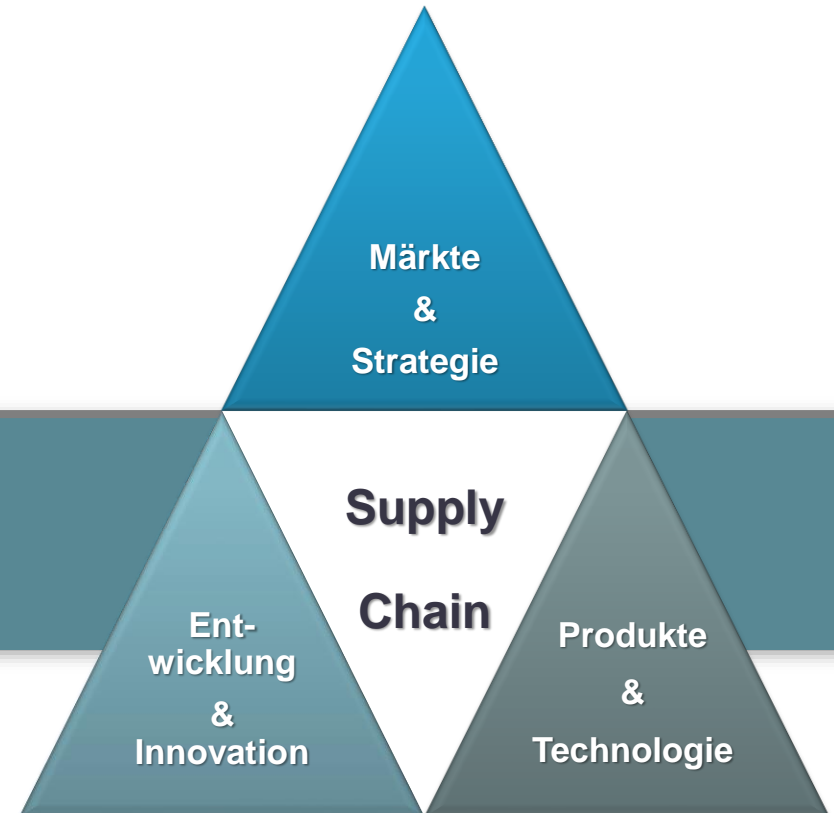 Märkte
&
Strategie
Supply
Chain
Ent-
wicklung
&
Innovation
Produkte
&
Technologie